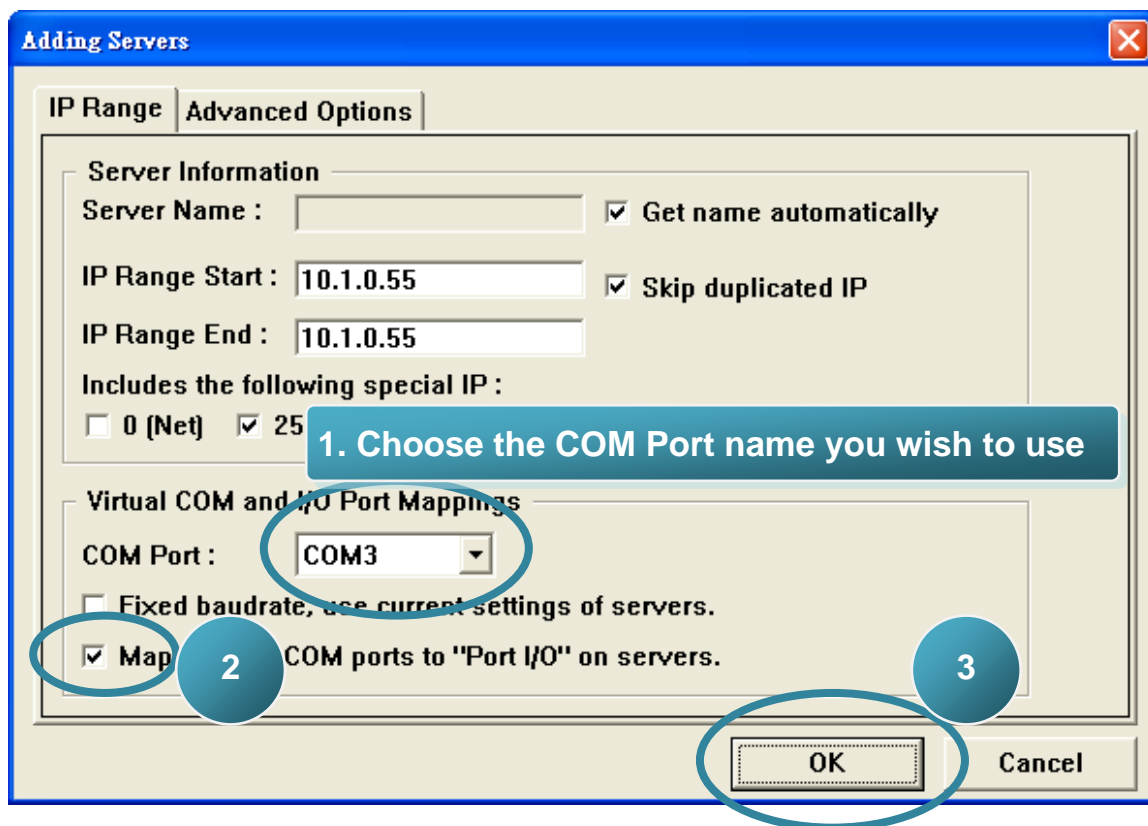 Adding Servers
IP Range Advanced Options
Server Information
Server Name : Get name automatically
IP Range Start : 10.1.0.55 Skip duplicated IP
IP Range End : 10.1.0.55
Includes the following special IP :
0 (Net) 25
1. Choose the COM Port name you wish to use
Virtual COM and I/O Port Mappings
COM Port : COM3
Fixed baudrate, use current settings of servers.
Map COM ports to "Port I/O" on servers.
2
3
OK Cancel